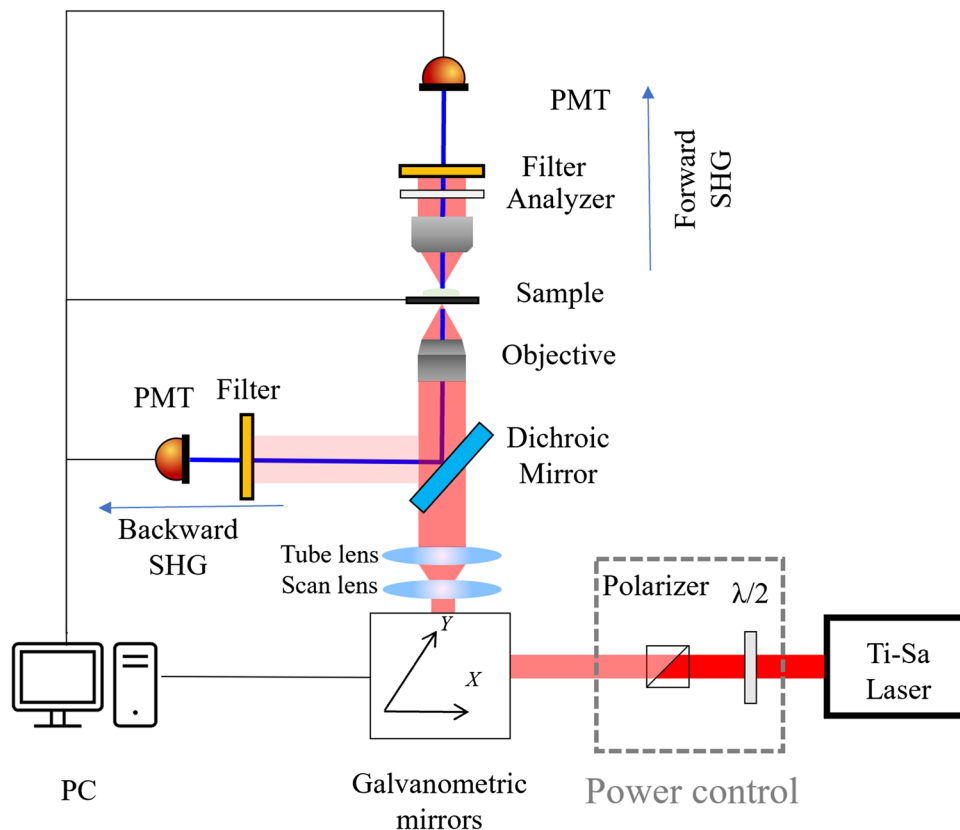 PMT
Filter
Analyzer
Forward
SHG
Sample
Objective
PMT
Filter
Dichroic
Mirror
Backward
SHG
Tube lens
Scan lens
Polarizer
λ/2
Y
X
Ti-Sa
Laser
PC
Galvanometric
mirrors
Power control